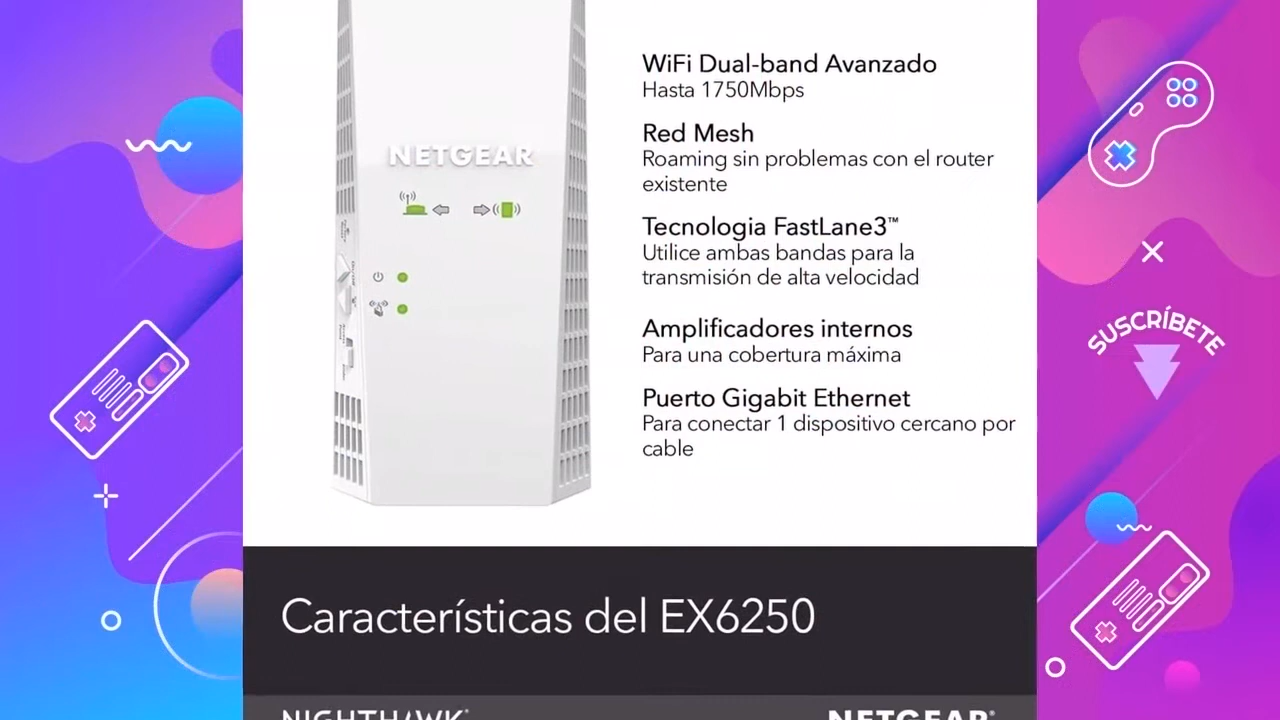 NETGEAR
WiFi Dual-band Avanzado
Hasta 1750Mbps
Red Mesh
Roaming sin problemas con el router
existente
Tecnologia FastLane3™
Utilice ambas bandas para la
transmisión de alta velocidad
Amplificadores internos
Para una cobertura máxima
Puerto Gigabit Ethernet
Para conectar 1 dispositivo cercano por
cable
SUSCRÍBETE
Características del EX6250
NIGHTHAWK®
NETGEAR®